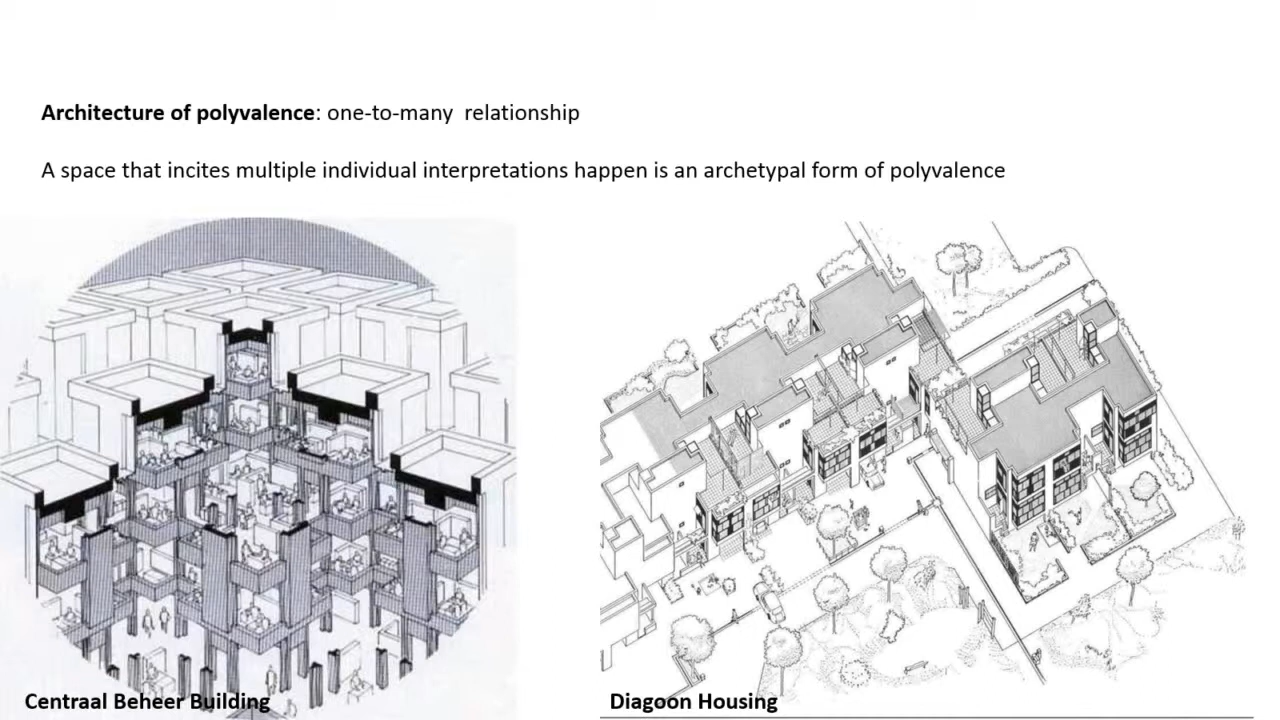 Architecture of polyvalence: one-to-many relationship
A space that incites multiple individual interpretations happen is an archetypal form of polyvalence
Centraal Beheer Building
Diagoon Housing